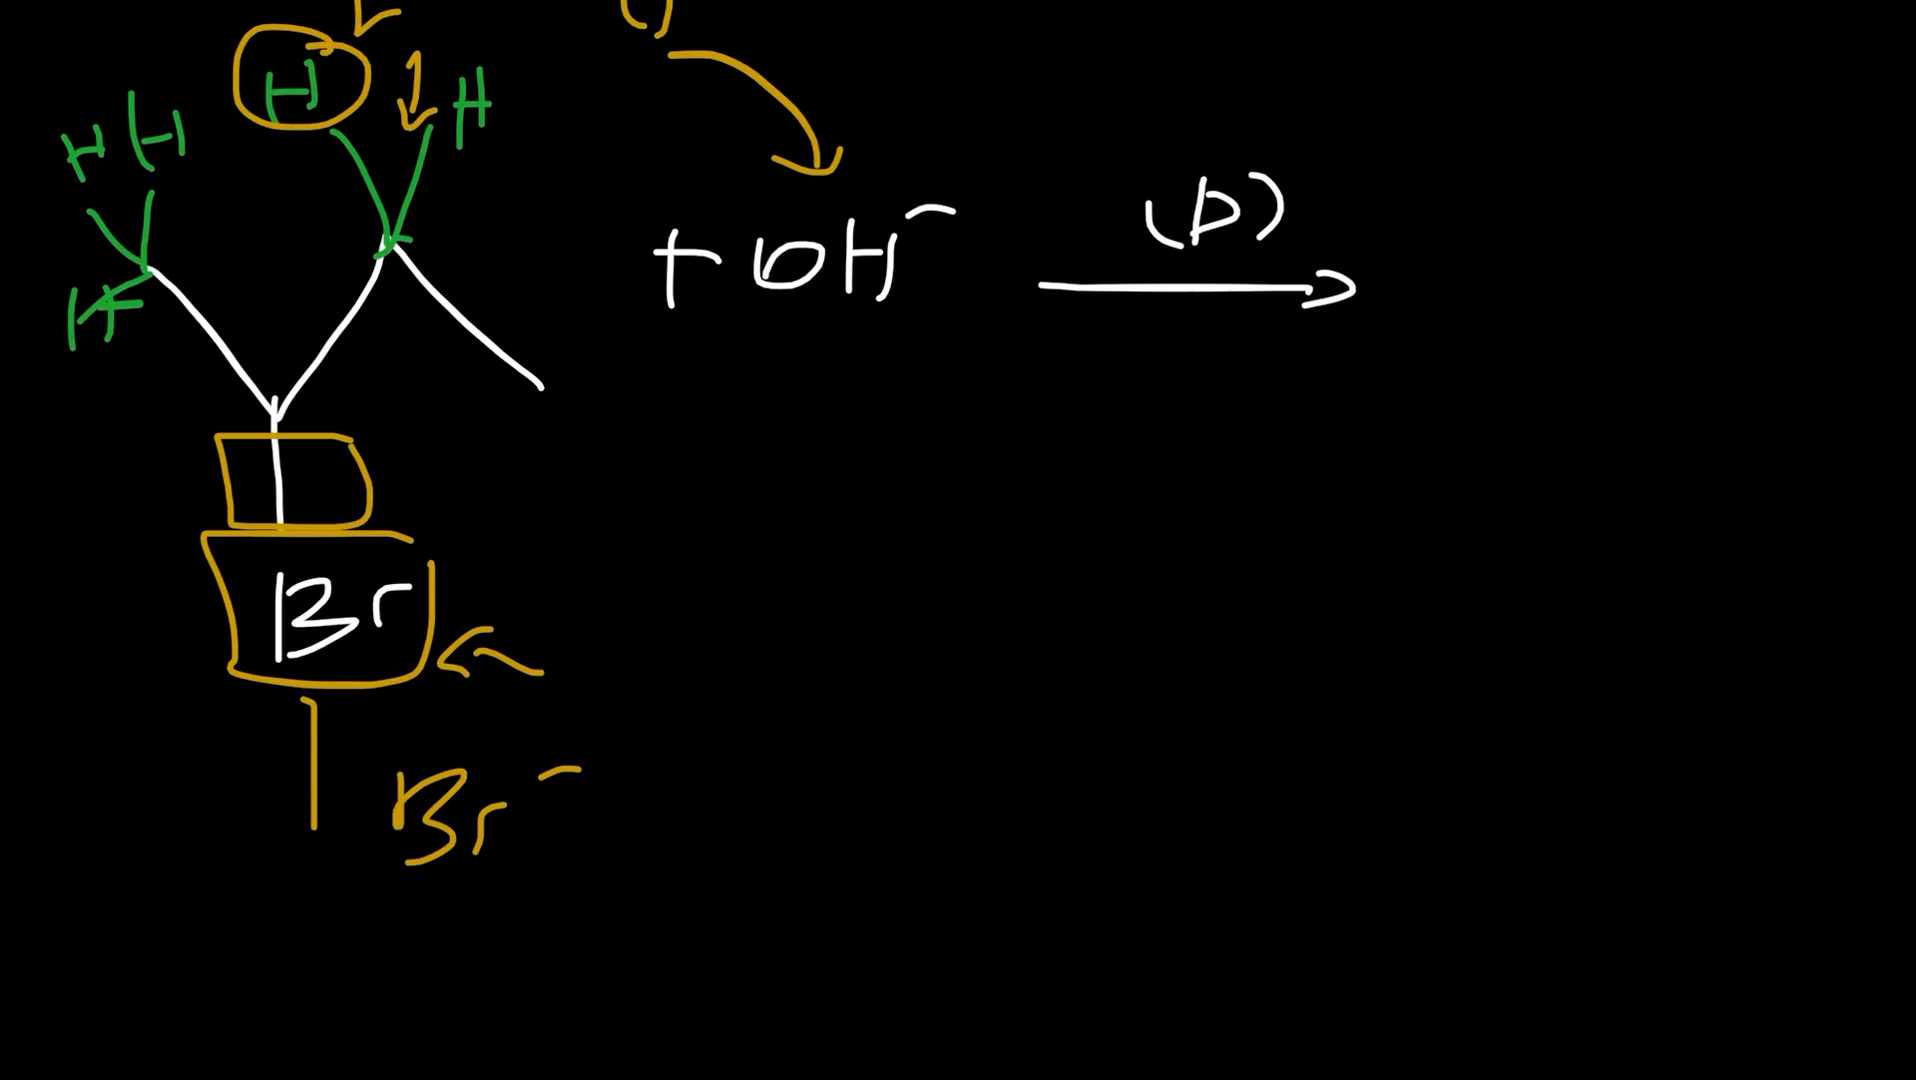 H H H H
+ OH⁻ (D)
H
Br
Br⁻